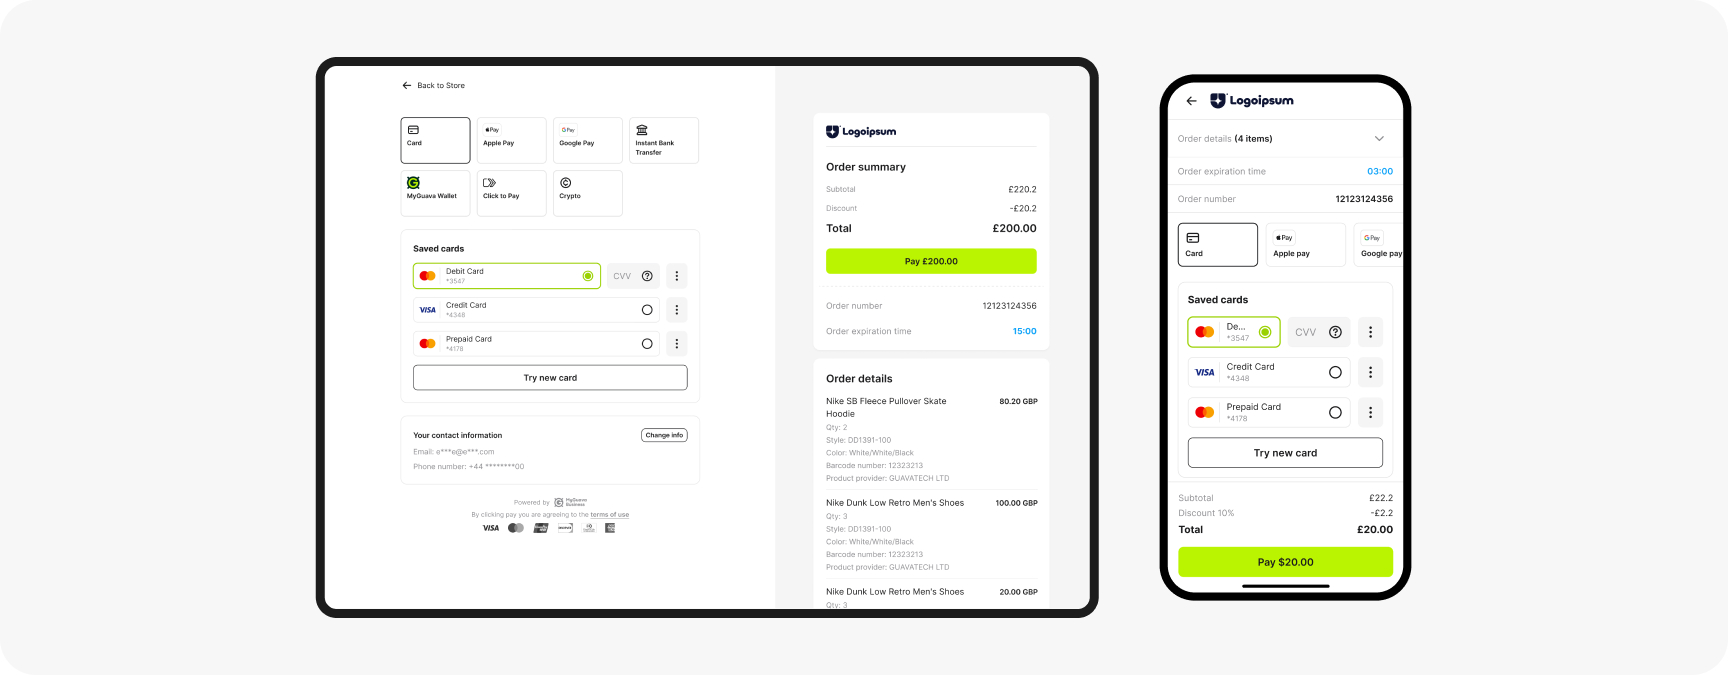 Back to Store
Card
Pay
Apple Pay
G Pay
Google Pay
Instant Bank
Transfer
MyGuava Wallet
Click to Pay
Crypto
Saved cards
Debit Card
*3547
CVV
VISA
Credit Card
*4348
Prepaid Card
*4178
Try new card
Your contact information
Change info
Email: e***e@e***.com
Phone number: +44 ********00
Powered by MyGuava Business
By clicking pay you are agreeing to the terms of use
VISA
Logoipsum
Order summary
Subtotal £220.2
Discount -£20.2
Total £200.00
Pay £200.00
Order number 12123124356
Order expiration time 15:00
Order details
Nike SB Fleece Pullover Skate 80.20 GBP
Hoodie
Qty: 2
Style: DD1391-100
Color: White/White/Black
Barcode number: 12323213
Product provider: GUAVATECH LTD
Nike Dunk Low Retro Men's Shoes 100.00 GBP
Qty: 3
Style: DD1391-100
Color: White/White/Black
Barcode number: 12323213
Product provider: GUAVATECH LTD
Nike Dunk Low Retro Men's Shoes 20.00 GBP
Qty: 3
Logoipsum
Order details (4 items)
Order expiration time 03:00
Order number 12123124356
Card
Pay
Apple pay
G Pay
Google pay
Saved cards
De...
*3547
CVV
VISA
Credit Card
*4348
Prepaid Card
*4178
Try new card
Subtotal £22.2
Discount 10% -£2.2
Total £20.00
Pay $20.00